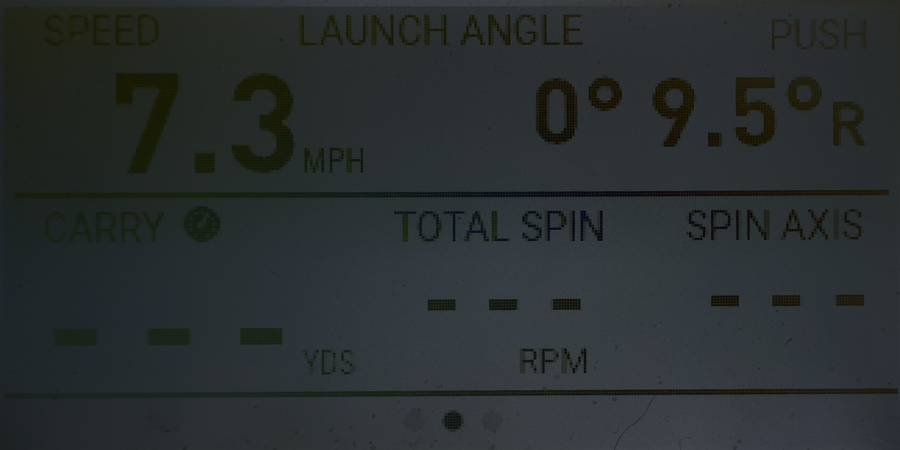 SPEED LAUNCH ANGLE PUSH
7.3 MPH 0° 9.5° R
CARRY TOTAL SPIN SPIN AXIS
- - - - - - - - -
YDS RPM